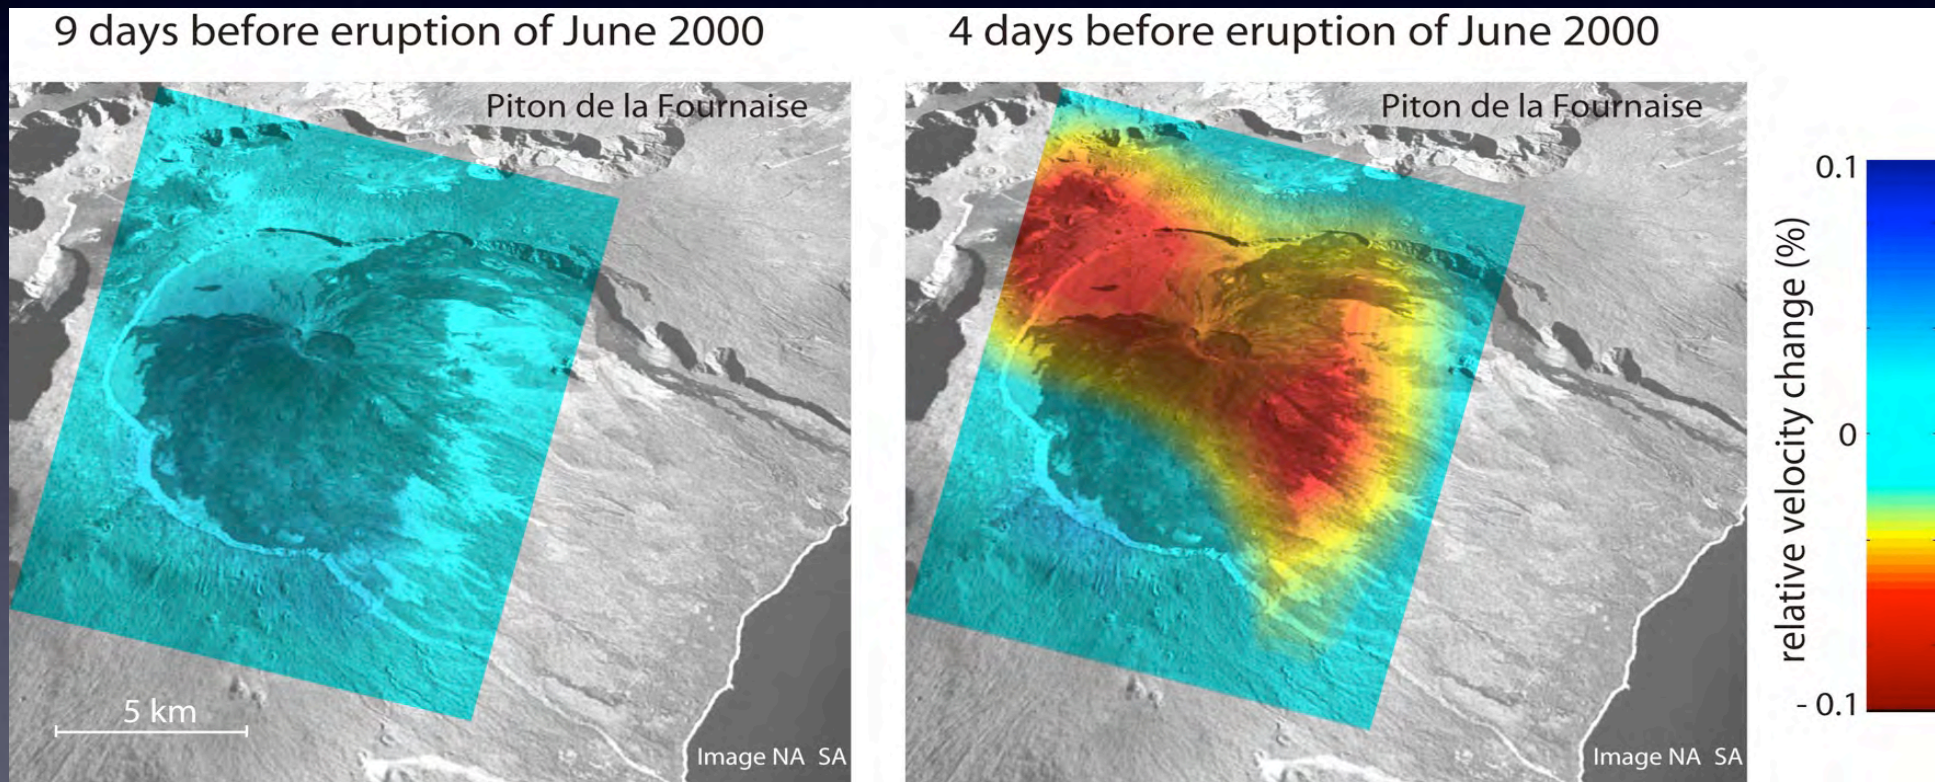 9 days before eruption of June 2000
Piton de la Fournaise
5 km
Image NA SA
4 days before eruption of June 2000
Piton de la Fournaise
Image NA SA
0.1
0
- 0.1
relative velocity change (%)